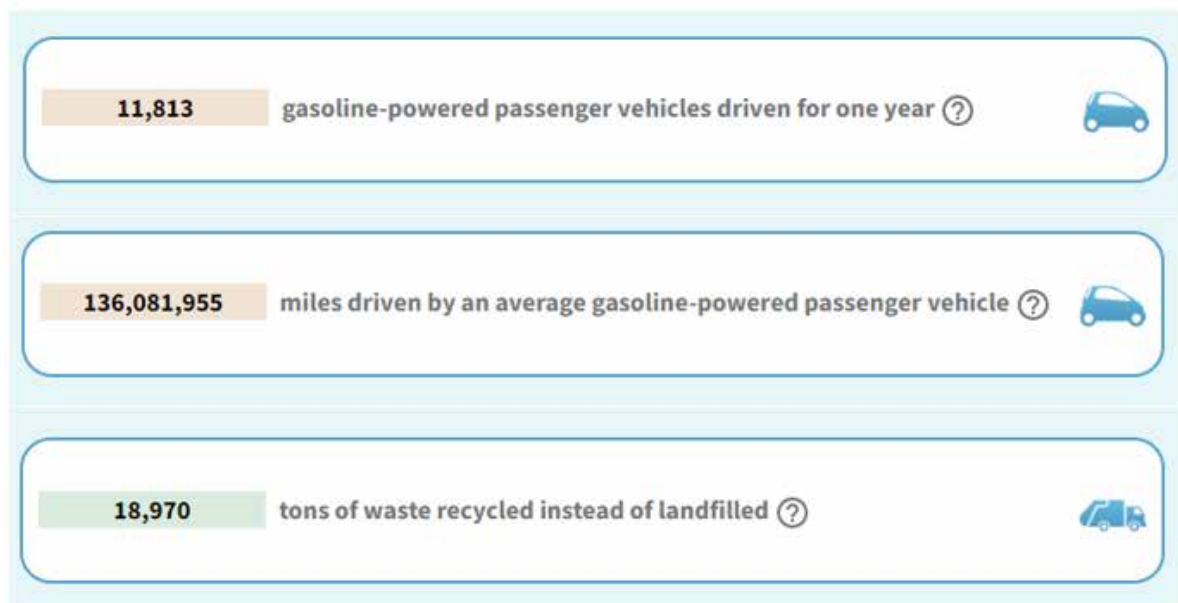 11,813 gasoline-powered passenger vehicles driven for one year ?
136,081,955 miles driven by an average gasoline-powered passenger vehicle ?
18,970 tons of waste recycled instead of landfilled ?